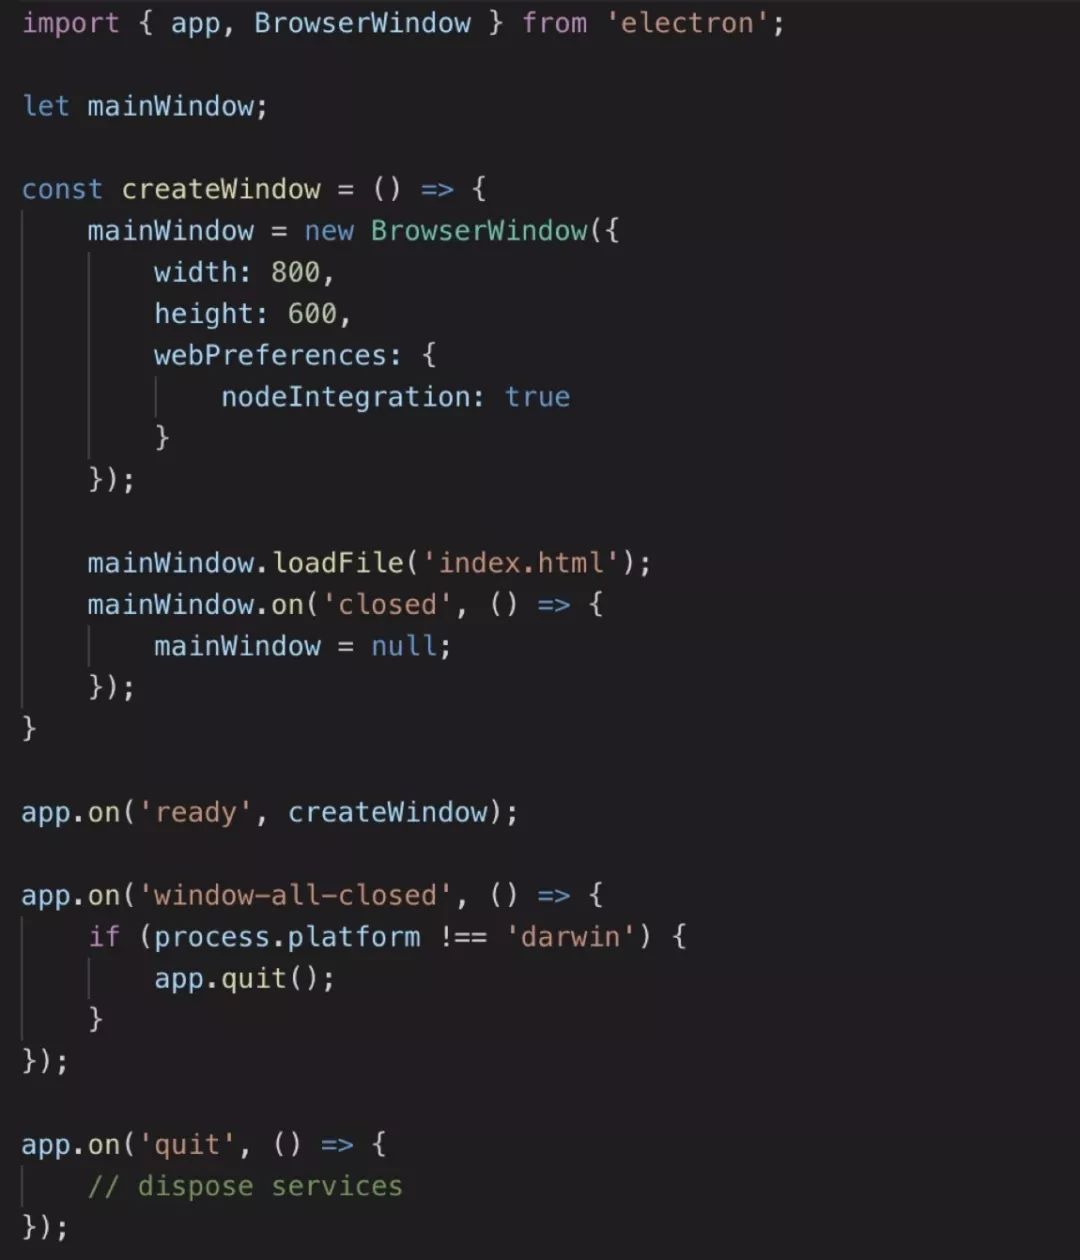 import { app, BrowserWindow } from 'electron';

let mainWindow;

const createWindow = () => {
    mainWindow = new BrowserWindow({
        width: 800,
        height: 600,
        webPreferences: {
            nodeIntegration: true
        }
    });

    mainWindow.loadFile('index.html');
    mainWindow.on('closed', () => {
        mainWindow = null;
    });
}

app.on('ready', createWindow);

app.on('window-all-closed', () => {
    if (process.platform !== 'darwin') {
        app.quit();
    }
});

app.on('quit', () => {
    // dispose services
});